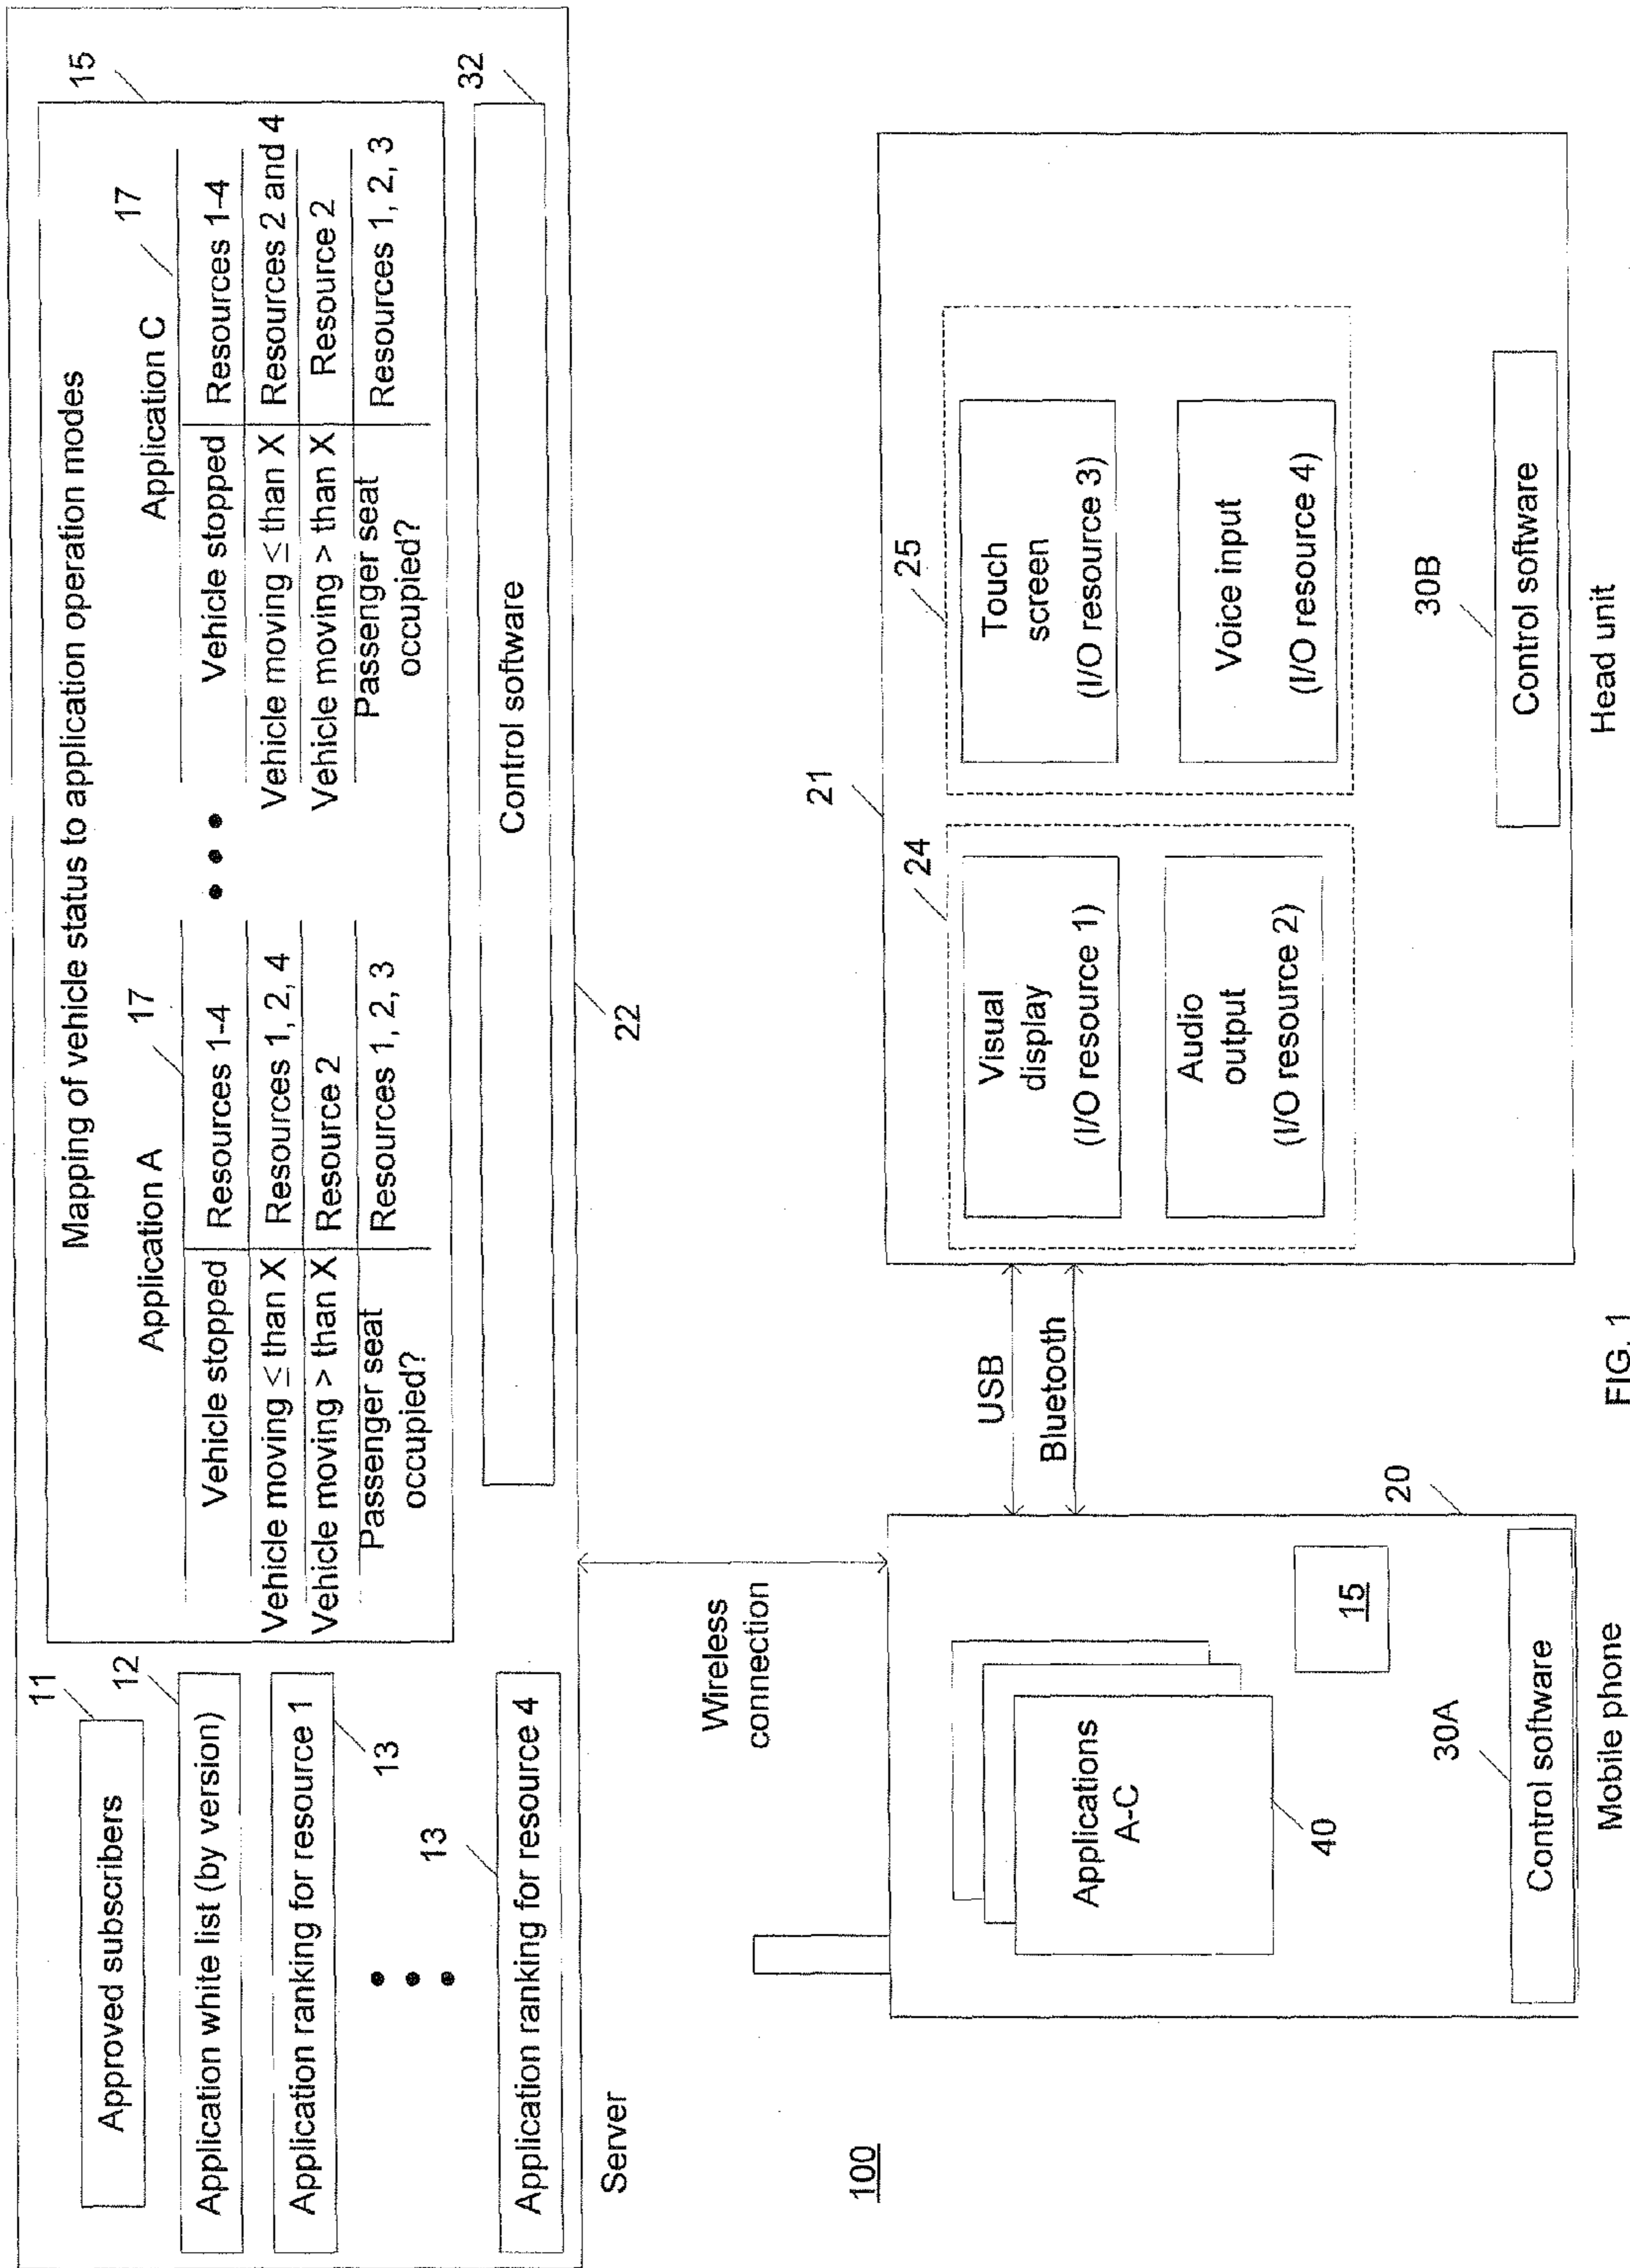 11
Approved subscribers
12
Application white list (by version)
Application ranking for resource 1
13
13
Application ranking for resource 4
Server
15
Mapping of vehicle status to application operation modes
Application A
17
Vehicle stopped
Resources 1-4
Vehicle moving ≤ than X
Resources 1, 2, 4
Vehicle moving > than X
Resource 2
Passenger seat
occupied?
Resources 1, 2, 3
Application C
17
Vehicle stopped
Resources 1-4
Vehicle moving ≤ than X
Resources 2 and 4
Vehicle moving > than X
Resource 2
Passenger seat
occupied?
Resources 1, 2, 3
32
Control software
22
Wireless
connection
100
Applications
A-C
40
15
20
30A
Control software
Mobile phone
USB
Bluetooth
21
24
Visual
display
(I/O resource 1)
Audio
output
(I/O resource 2)
25
Touch
screen
(I/O resource 3)
Voice input
(I/O resource 4)
30B
Control software
Head unit
FIG. 1